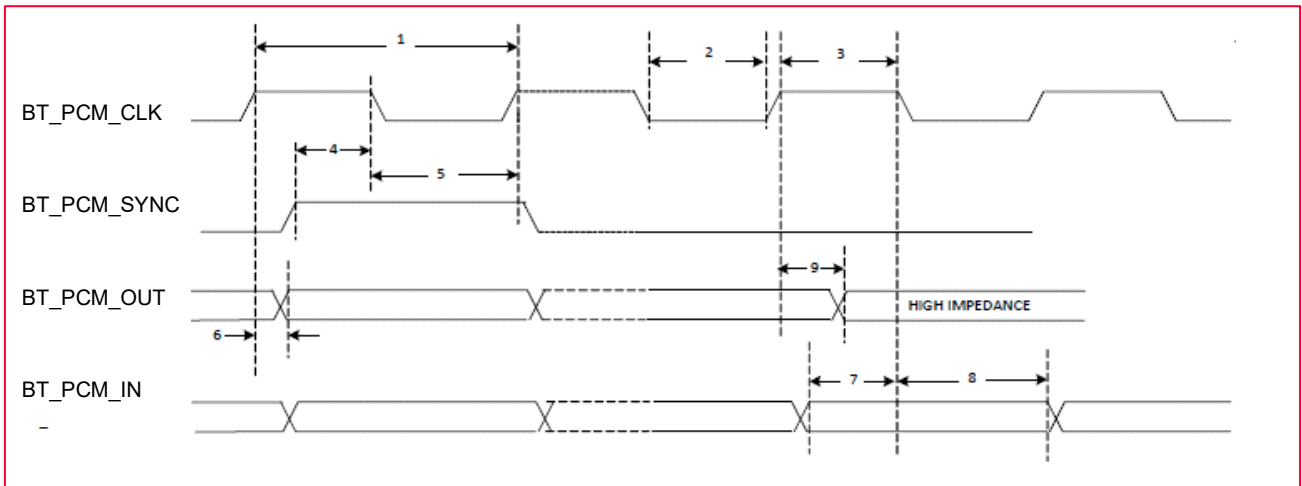 1
2
3
BT_PCM_CLK
4
5
BT_PCM_SYNC
9
BT_PCM_OUT
HIGH IMPEDANCE
6
7
8
BT_PCM_IN
–